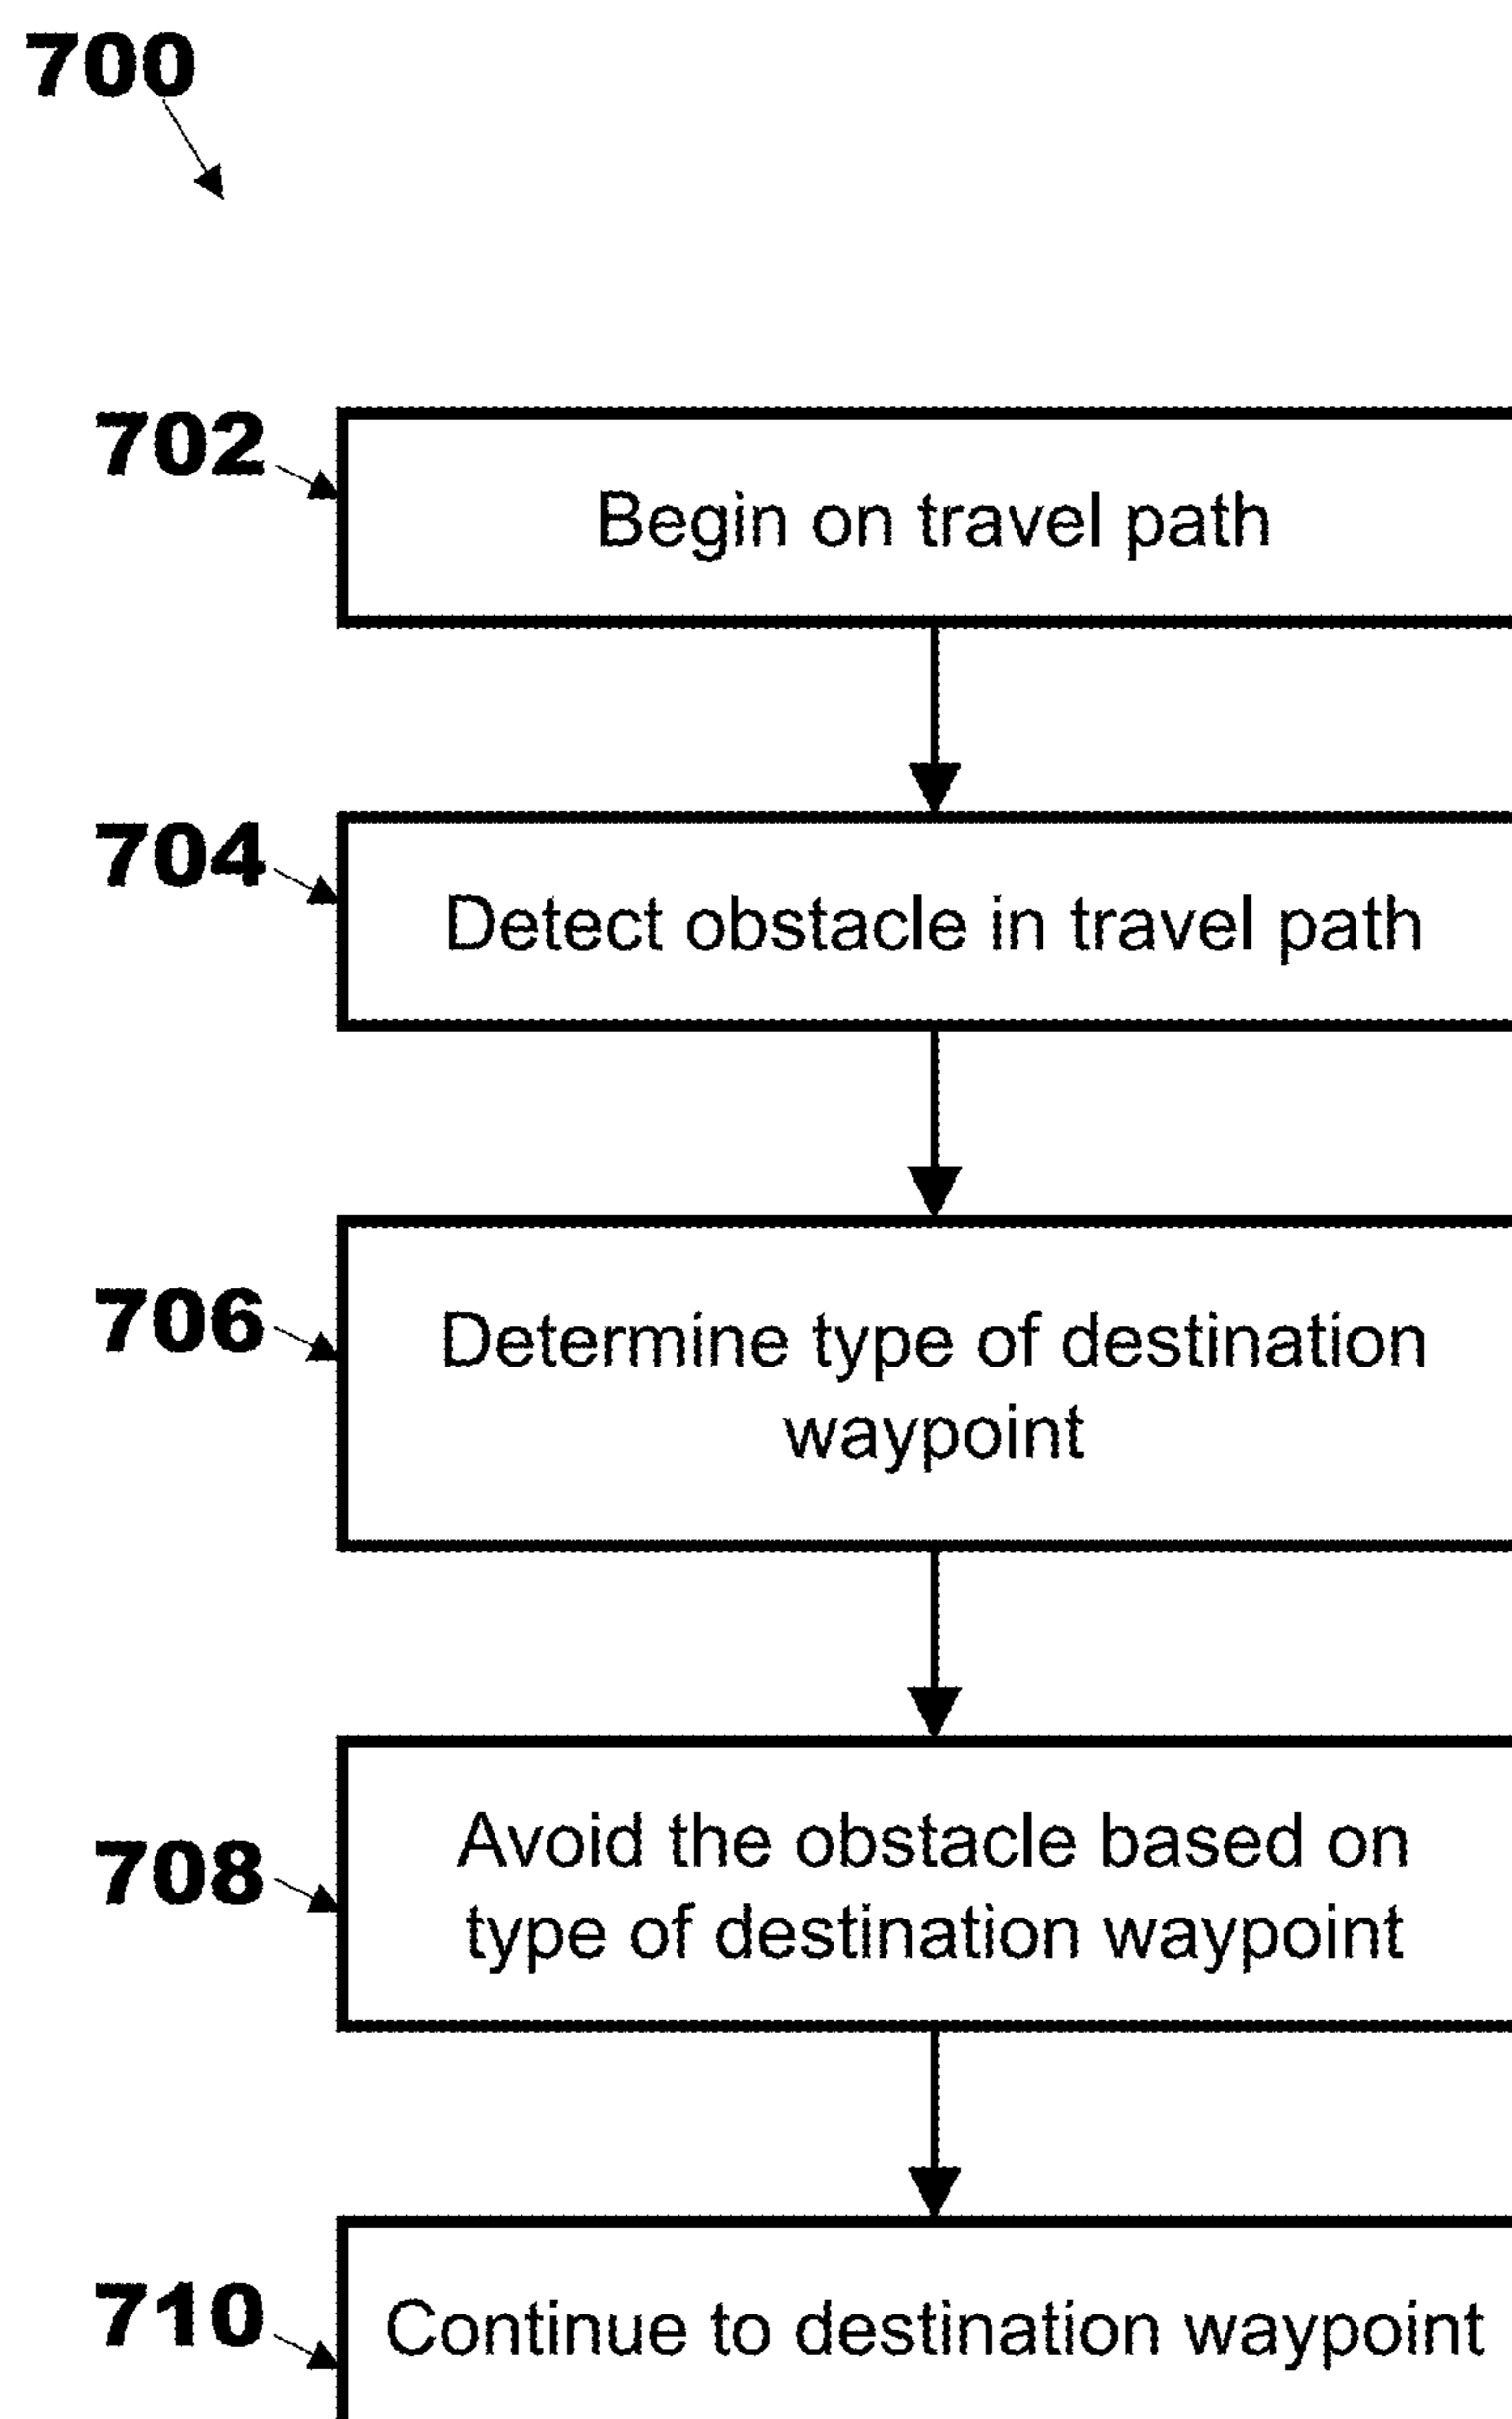 700
702
Begin on travel path
704
Detect obstacle in travel path
706
Determine type of destination
waypoint
708
Avoid the obstacle based on
type of destination waypoint
710
Continue to destination waypoint